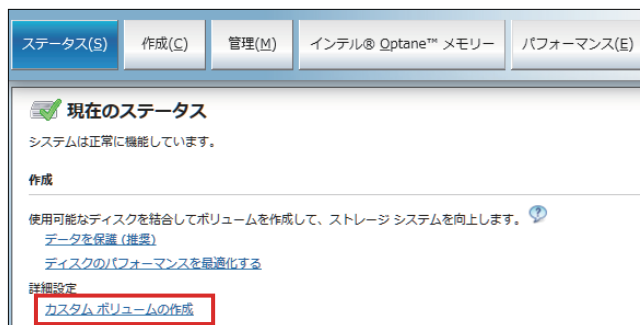 ステータス(S) 作成(C) 管理(M) インテル® Optane™ メモリー パフォーマンス(E)
現在のステータス
システムは正常に機能しています。
作成
使用可能なディスクを結合してボリュームを作成して、ストレージ システムを向上します。
データを保護 (推奨)
ディスクのパフォーマンスを最適化する
詳細設定
カスタム ボリュームの作成